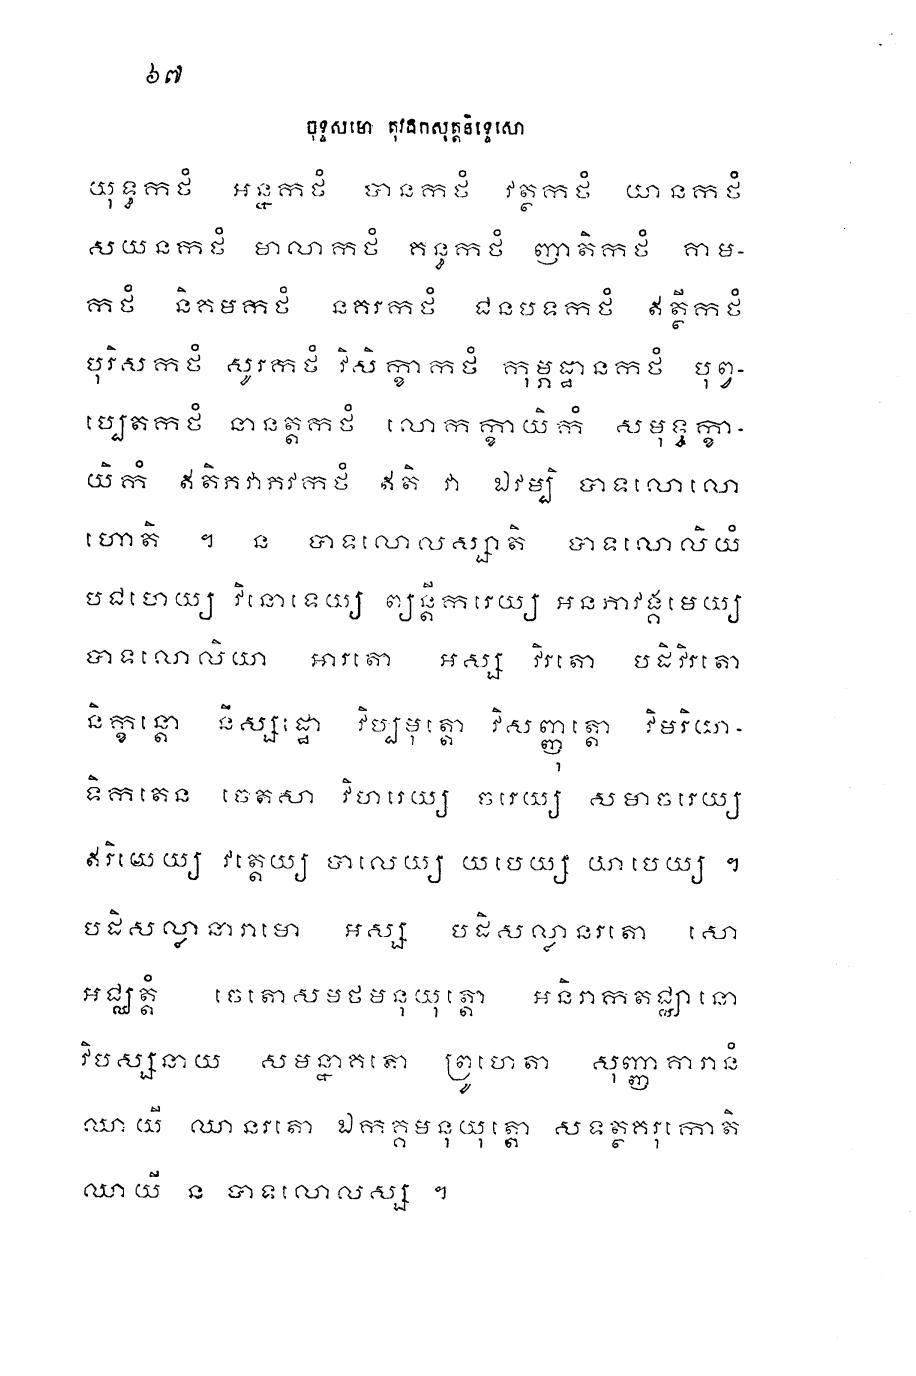 ៦៧
ចុទ្ទសមោ តុវដកសុត្តនិទ្ទេសោ
យុទ្ធកថំ អន្នកថំ បានកថំ វត្ថកថំ យានកថំ
សយនកថំ មាលាកថំ គន្ធកថំ ញាតិកថំ គាម-
កថំ និគមកថំ នគរកថំ ជនបទកថំ ឥត្ថីកថំ
បុរិសកថំ សូរកថំ វិសិក្ខាកថំ កុម្ភដ្ឋានកថំ បុព្វ-
ប្បេតកថំ នានត្តកថំ លោកក្ខាយិកំ សមុទ្ទក្ខា-
យិកំ ឥតិភវាភវកថំ ឥតិ វា ឯវម្បិ បាទលោលោ
ហោតិ ។ ន បាទលោលស្សាតិ បាទលោលិយំ
បជហេយ្យ វិនោទេយ្យ ព្យន្តីករេយ្យ អនភាវង្គមេយ្យ
បាទលោលិយា អារតោ អស្ស វិរតោ បដិវិរតោ
និក្ខន្តោ និស្សដ្ឋោ វិប្បមុត្តោ វិសញ្ញុត្តោ វិមរិយា-
ទិកតេន ចេតសា វិហរេយ្យ ចរេយ្យ សមាចរេយ្យ
ឥរិយេយ្យ វត្តេយ្យ បាលេយ្យ យបេយ្យ យាបេយ្យ ។
បដិសល្លានារាមោ អស្ស បដិសល្លានរតោ សោ
អជ្ឈត្តំ ចេតោសមថមនុយុត្តោ អនិរាកតជ្ឈានោ
វិបស្សនាយ សមន្នាគតោ ព្រូហេតា សុញ្ញាគារានំ
ឈាយី ឈានរតោ ឯកត្តមនុយុត្តោ សទត្ថគរុកោតិ
ឈាយី ន បាទលោលស្ស ។